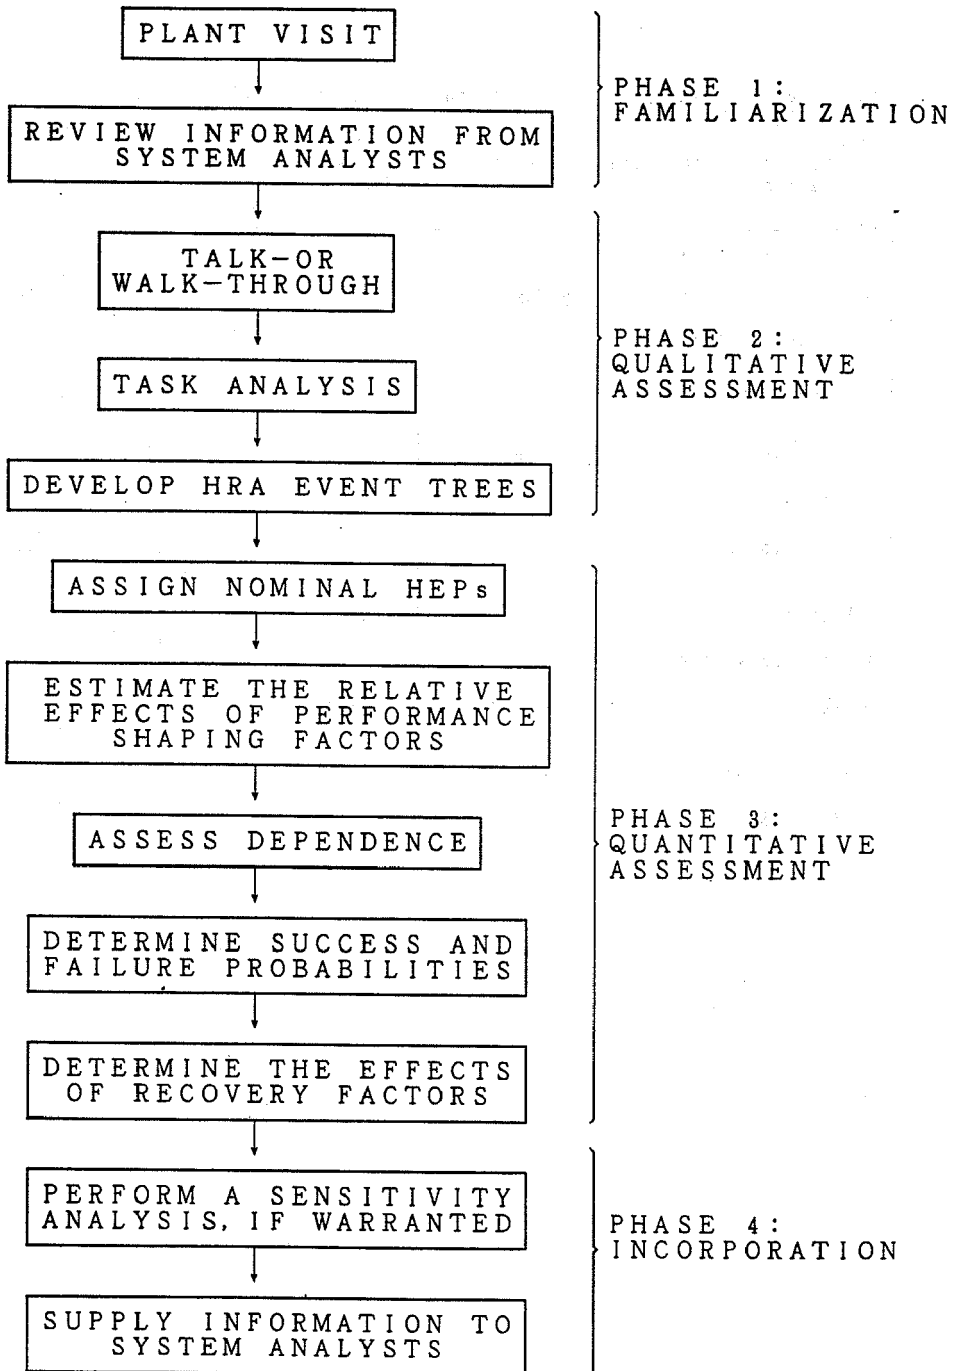 PLANT VISIT
PHASE 1:
FAMILIARIZATION
REVIEW INFORMATION FROM
SYSTEM ANALYSTS
TALK-OR
WALK-THROUGH
PHASE 2:
QUALITATIVE
ASSESSMENT
TASK ANALYSIS
DEVELOP HRA EVENT TREES
ASSIGN NOMINAL HEPs
ESTIMATE THE RELATIVE
EFFECTS OF PERFORMANCE
SHAPING FACTORS
PHASE 3:
QUANTITATIVE
ASSESSMENT
ASSESS DEPENDENCE
DETERMINE SUCCESS AND
FAILURE PROBABILITIES
DETERMINE THE EFFECTS
OF RECOVERY FACTORS
PERFORM A SENSITIVITY
ANALYSIS, IF WARRANTED
PHASE 4:
INCORPORATION
SUPPLY INFORMATION TO
SYSTEM ANALYSTS